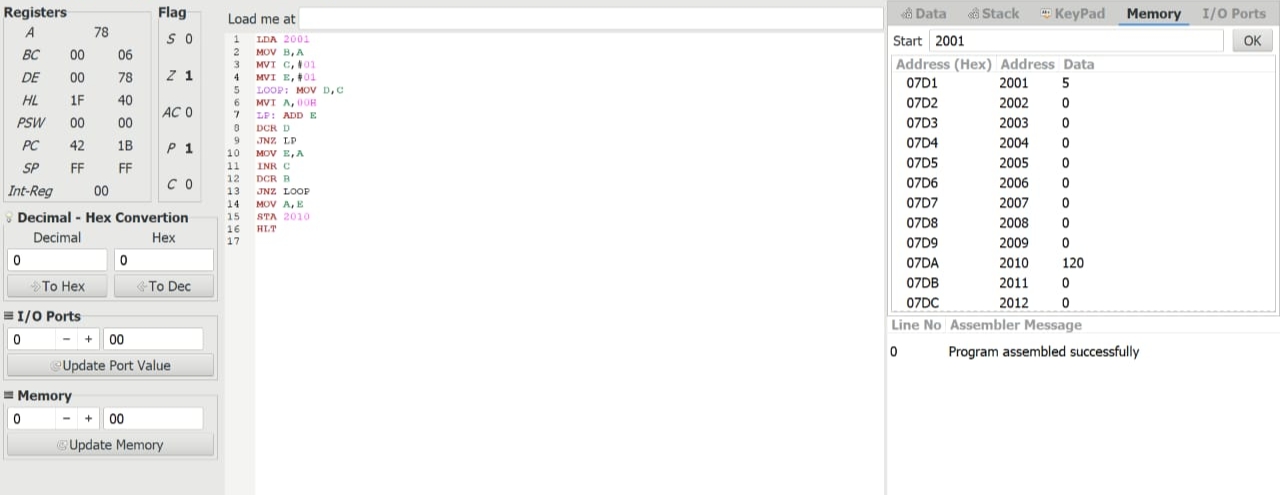 Registers
A 78
BC 00 06
DE 00 78
HL 1F 40
PSW 00 00
PC 42 1B
SP FF FF
Int-Reg 00
Flag
S 0
Z 1
AC 0
P 1
C 0
Decimal - Hex Convertion
Decimal Hex
0 0
To Hex To Dec
I/O Ports
0 − + 00
Update Port Value
Memory
0 − + 00
Update Memory
Load me at
1 LDA 2001
2 MOV B,A
3 MVI C,#01
4 MVI E,#01
5 LOOP: MOV D,C
6 MVI A,00H
7 LP: ADD E
8 DCR D
9 JNZ LP
10 MOV E,A
11 INR C
12 DCR B
13 JNZ LOOP
14 MOV A,E
15 STA 2010
16 HLT
17
Data Stack KeyPad Memory I/O Ports
Start 2001 OK
Address (Hex) Address Data
07D1 2001 5
07D2 2002 0
07D3 2003 0
07D4 2004 0
07D5 2005 0
07D6 2006 0
07D7 2007 0
07D8 2008 0
07D9 2009 0
07DA 2010 120
07DB 2011 0
07DC 2012 0
Line No Assembler Message
0 Program assembled successfully